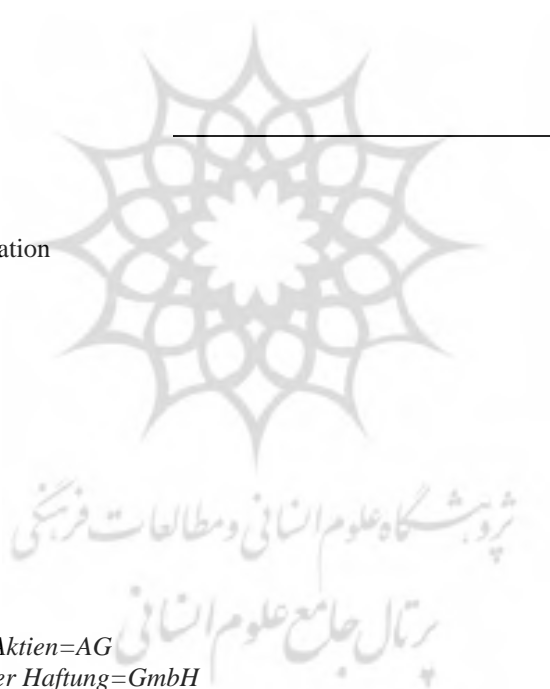 ation
پژوهشگاه علوم انسانی و مطالعات فرهنگی
پرتال جامع علوم انسانی
Aktien=AG
er Haftung=GmbH